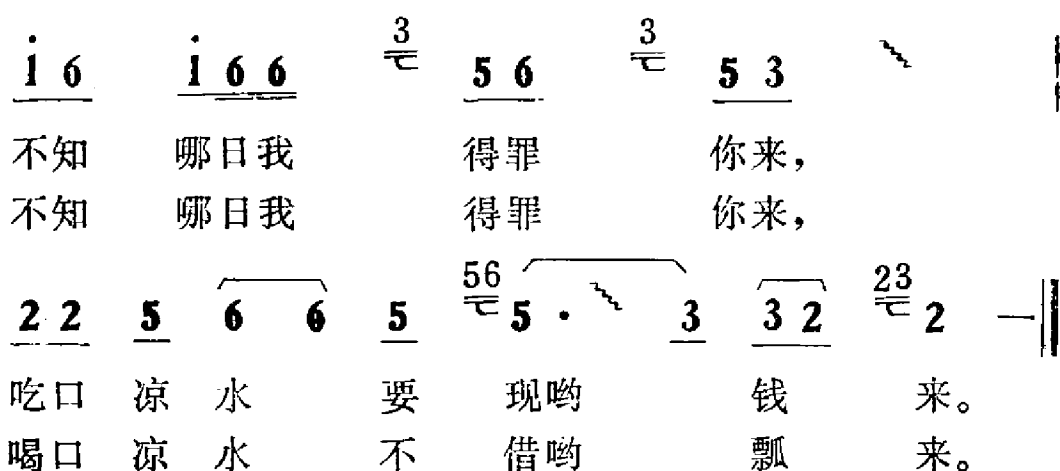 3 3
i 6 i 6 6 5 6 5 3
不知 哪日我 得罪 你来，
不知 哪日我 得罪 你来，
56 23
2 2 5 6 6 5 5 · 3 3 2 2 —
吃口 凉 水 要 现哟 钱 来。
喝口 凉 水 不 借哟 瓢 来。